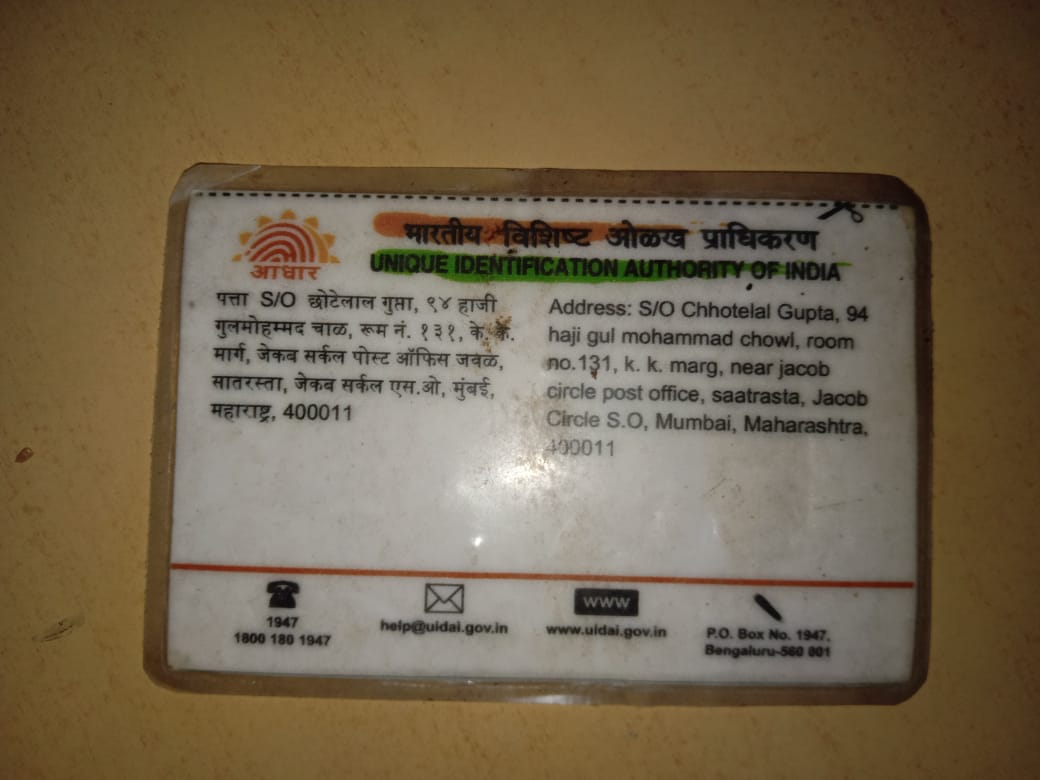 भारतीय विशिष्ट ओळख प्राधिकरण
UNIQUE IDENTIFICATION AUTHORITY OF INDIA
आधार
पत्ता S/O छोटेलाल गुप्ता, ९४ हाजी
गुलमोहम्मद चाळ, रूम नं. १३१, के. के.
मार्ग, जेकब सर्कल पोस्ट ऑफिस जवळ,
सातरस्ता, जेकब सर्कल एस.ओ, मुंबई,
महाराष्ट्र, 400011
Address: S/O Chhotelal Gupta, 94
haji gul mohammad chowl, room
no.131, k. k. marg, near jacob
circle post office, saatrasta, Jacob
Circle S.O, Mumbai, Maharashtra,
400011
1947
1800 180 1947
help@uidai.gov.in
www
www.uidai.gov.in
P.O. Box No. 1947,
Bengaluru-560 001